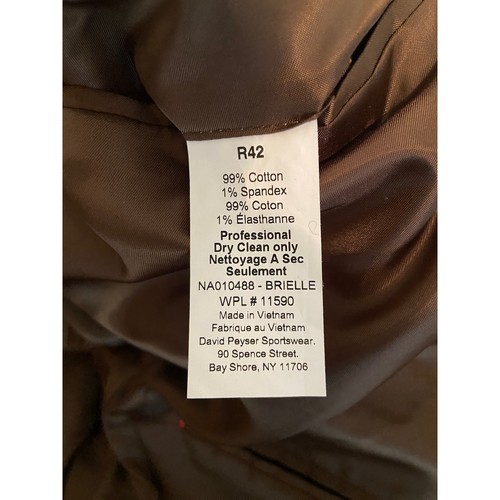 R42
99% Cotton
1% Spandex
99% Coton
1% Élasthanne
Professional
Dry Clean only
Nettoyage A Sec
Seulement
NA010488 - BRIELLE
WPL # 11590
Made in Vietnam
Fabrique au Vietnam
David Peyser Sportswear.
90 Spence Street.
Bay Shore, NY 11706